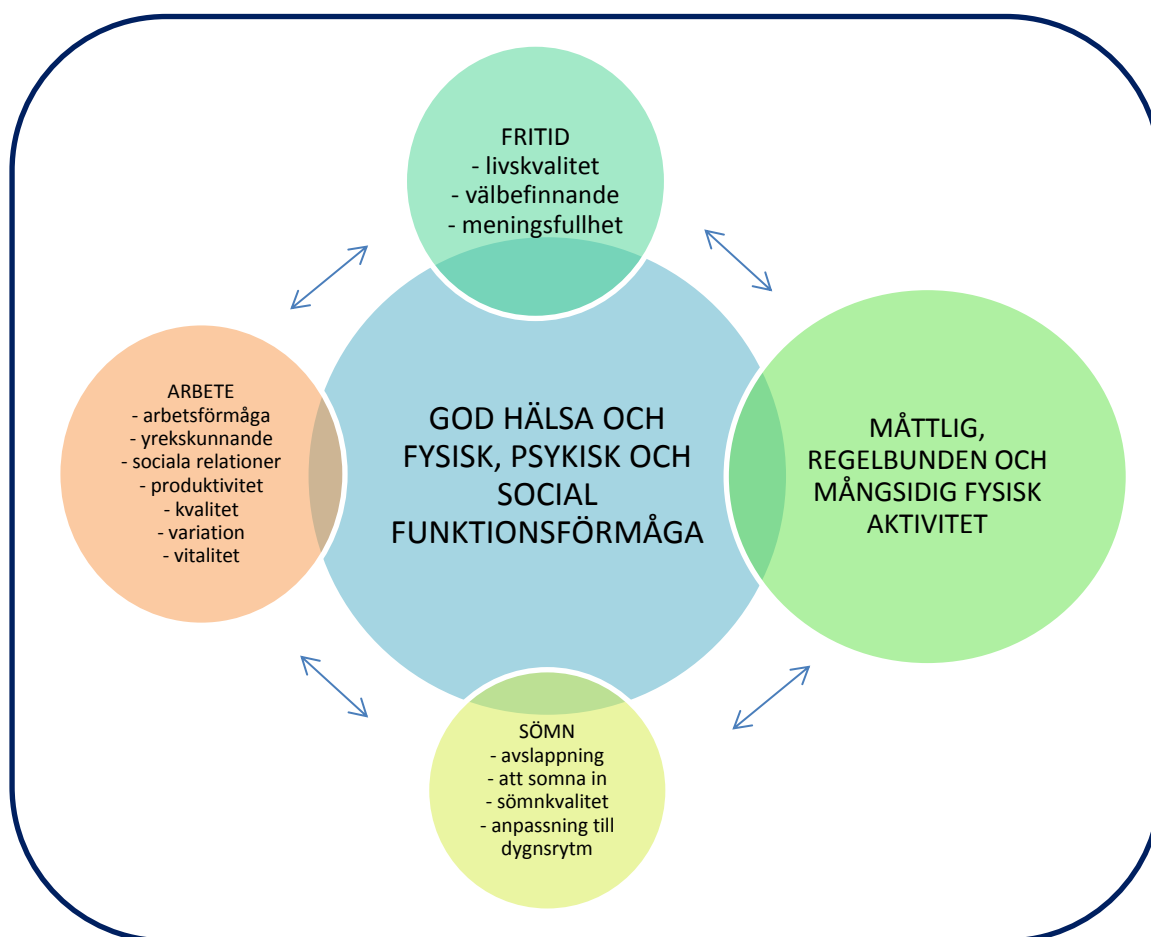 FRITID
- livskvalitet
- välbefinnande
- meningsfullhet
ARBETE
- arbetsförmåga
- yrekskunnande
- sociala relationer
- produktivitet
- kvalitet
- variation
- vitalitet
GOD HÄLSA OCH
FYSISK, PSYKISK OCH
SOCIAL
FUNKTIONSFÖRMÅGA
MÅTTLIG,
REGELBUNDEN OCH
MÅNGSIDIG FYSISK
AKTIVITET
SÖMN
- avslappning
- att somna in
- sömnkvalitet
- anpassning till
dygnsrytm